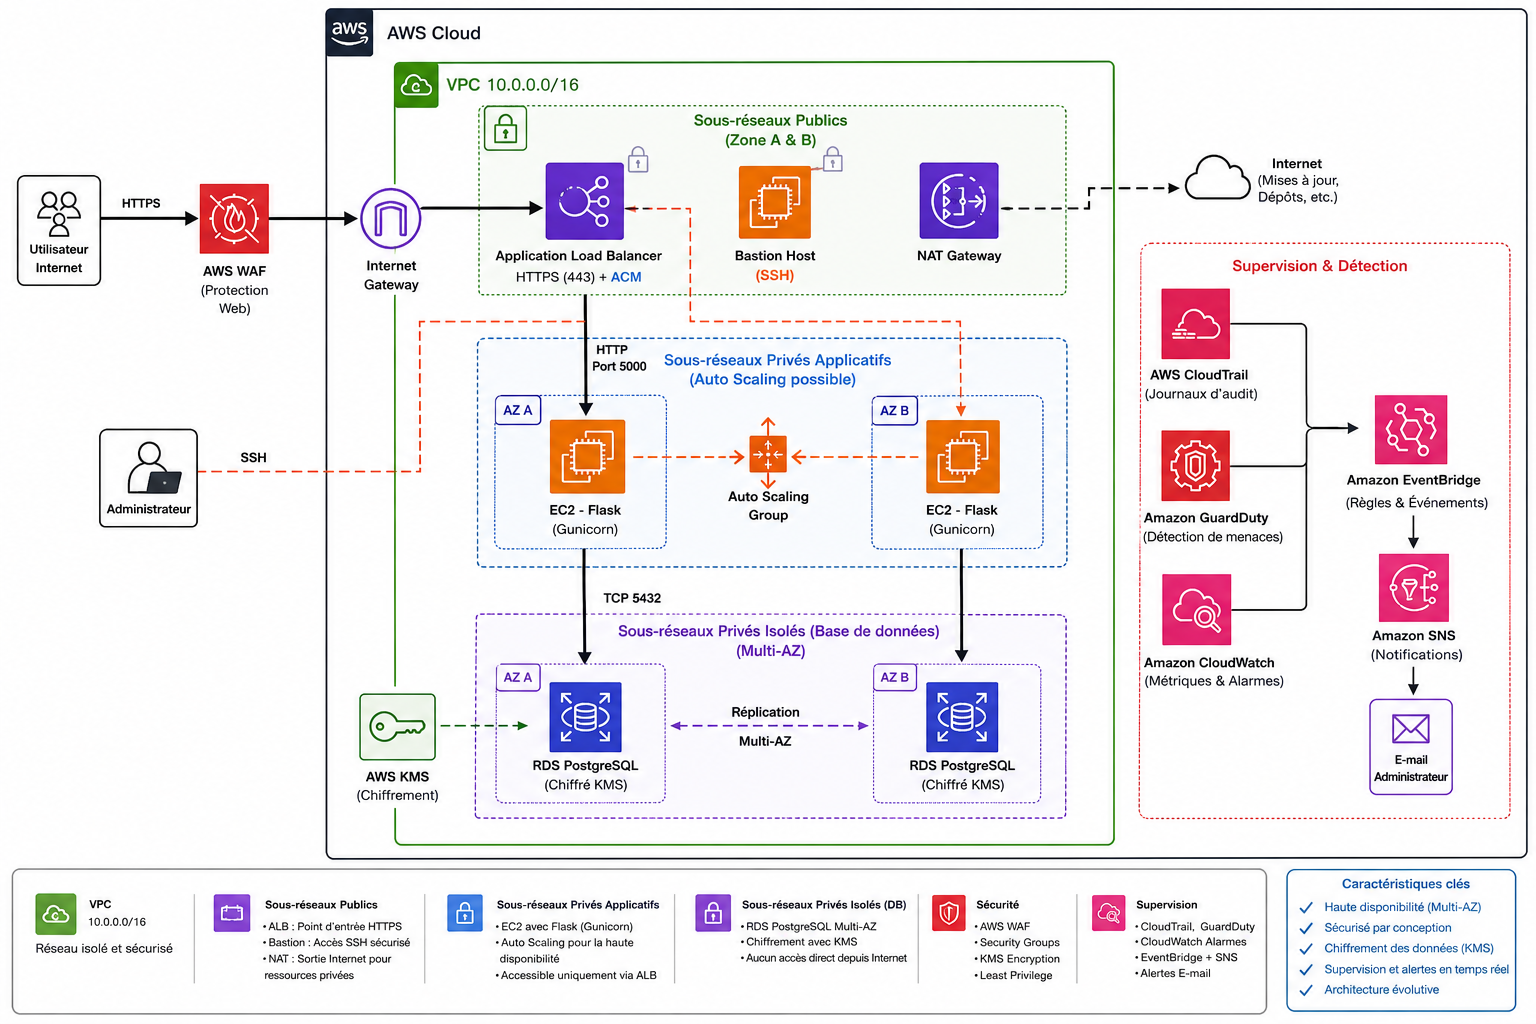 aws
AWS Cloud
VPC 10.0.0.0/16
Sous-réseaux Publics
(Zone A & B)
Utilisateur
Internet
HTTPS
AWS WAF
(Protection
Web)
Internet
Gateway
Application Load Balancer
HTTPS (443) + ACM
Bastion Host
(SSH)
NAT Gateway
Internet
(Mises à jour,
Dépôts, etc.)
Administrateur
SSH
HTTP
Port 5000
Sous-réseaux Privés Applicatifs
(Auto Scaling possible)
AZ A
EC2 - Flask
(Gunicorn)
Auto Scaling
Group
AZ B
EC2 - Flask
(Gunicorn)
TCP 5432
Sous-réseaux Privés Isolés (Base de données)
(Multi-AZ)
AZ A
RDS PostgreSQL
(Chiffré KMS)
Réplication
Multi-AZ
AZ B
RDS PostgreSQL
(Chiffré KMS)
AWS KMS
(Chiffrement)
Supervision & Détection
AWS CloudTrail
(Journaux d'audit)
Amazon GuardDuty
(Détection de menaces)
Amazon CloudWatch
(Métriques & Alarmes)
Amazon EventBridge
(Règles & Événements)
Amazon SNS
(Notifications)
E-mail
Administrateur
VPC
10.0.0.0/16
Réseau isolé et sécurisé
Sous-réseaux Publics
• ALB : Point d'entrée HTTPS
• Bastion : Accès SSH sécurisé
• NAT : Sortie Internet pour
ressources privées
Sous-réseaux Privés Applicatifs
• EC2 avec Flask (Gunicorn)
• Auto Scaling pour la haute
disponibilité
• Accessible uniquement via ALB
Sous-réseaux Privés Isolés (DB)
• RDS PostgreSQL Multi-AZ
• Chiffrement avec KMS
• Aucun accès direct depuis Internet
Sécurité
• AWS WAF
• Security Groups
• KMS Encryption
• Least Privilege
Supervision
• CloudTrail, GuardDuty
• CloudWatch Alarmes
• EventBridge + SNS
• Alertes E-mail
Caractéristiques clés
✓ Haute disponibilité (Multi-AZ)
✓ Sécurisé par conception
✓ Chiffrement des données (KMS)
✓ Supervision et alertes en temps réel
✓ Architecture évolutive